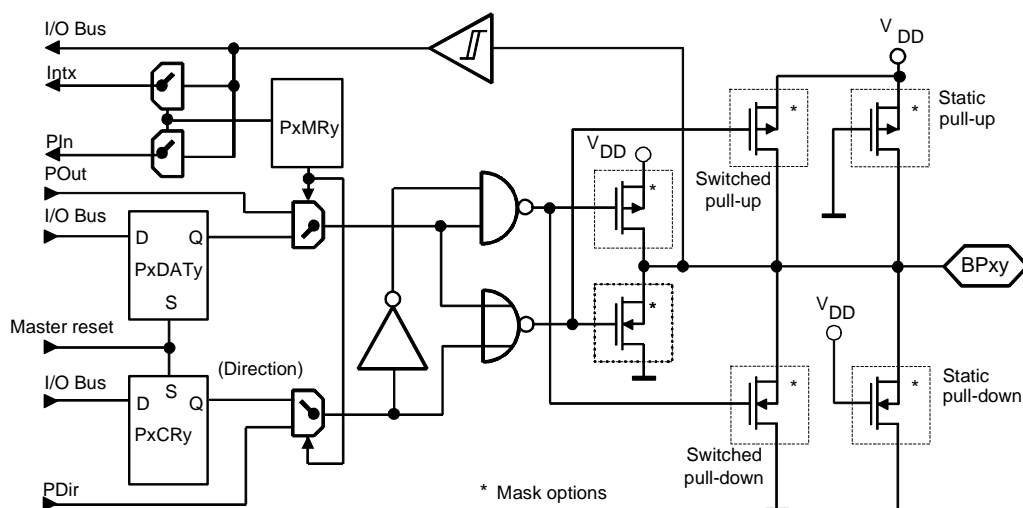 I/O Bus
Intx
PIn
POut
I/O Bus
PxMRy
D Q
PxDATy
S
Master reset
I/O Bus
S
D Q
PxCRy
(Direction)
PDir
V DD
*
*
V DD
*
Switched
pull-up
*
Static
pull-up
BPxy
V DD
*
Switched
pull-down
*
Static
pull-down
* Mask options